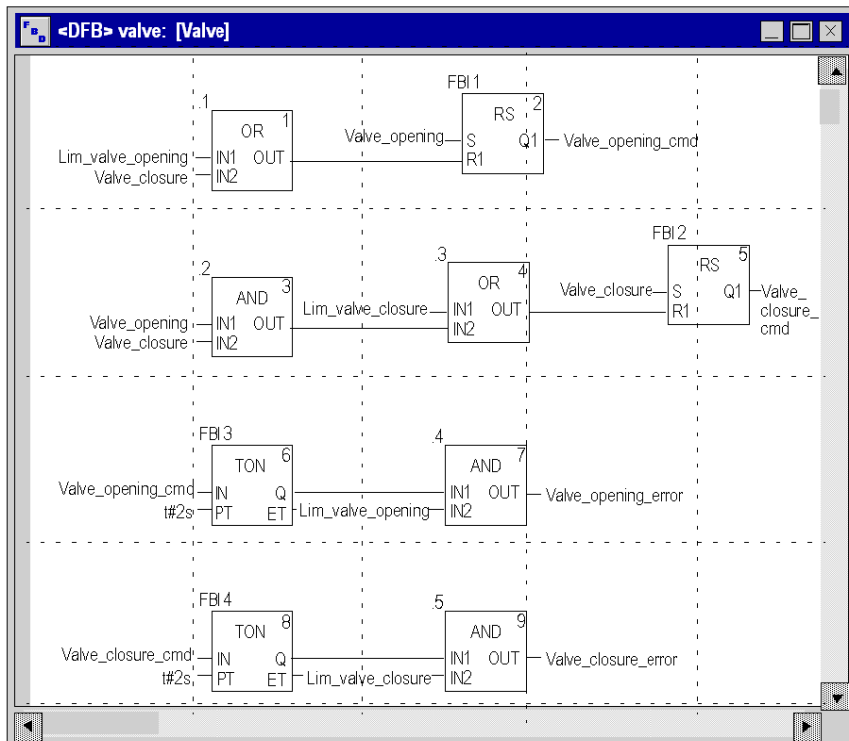 FBD
<DFB> valve: [Valve]
.1
1
OR
Lim_valve_opening
IN1 OUT
Valve_closure
IN2
FBI 1
2
RS
Valve_opening
S Q1
Valve_opening_cmd
R1
.2
3
AND
Valve_opening
IN1 OUT
Valve_closure
IN2
.3
4
OR
Lim_valve_closure
IN1
IN2 OUT
FBI 2
5
RS
Valve_closure
S Q1
R1
Valve_
closure_
cmd
FBI 3
6
TON
Valve_opening_cmd
IN Q
t#2s
PT ET
.4
7
AND
IN1 OUT
Lim_valve_opening
IN2
Valve_opening_error
FBI 4
8
TON
Valve_closure_cmd
IN Q
t#2s
PT ET
.5
9
AND
IN1 OUT
Lim_valve_closure
IN2
Valve_closure_error